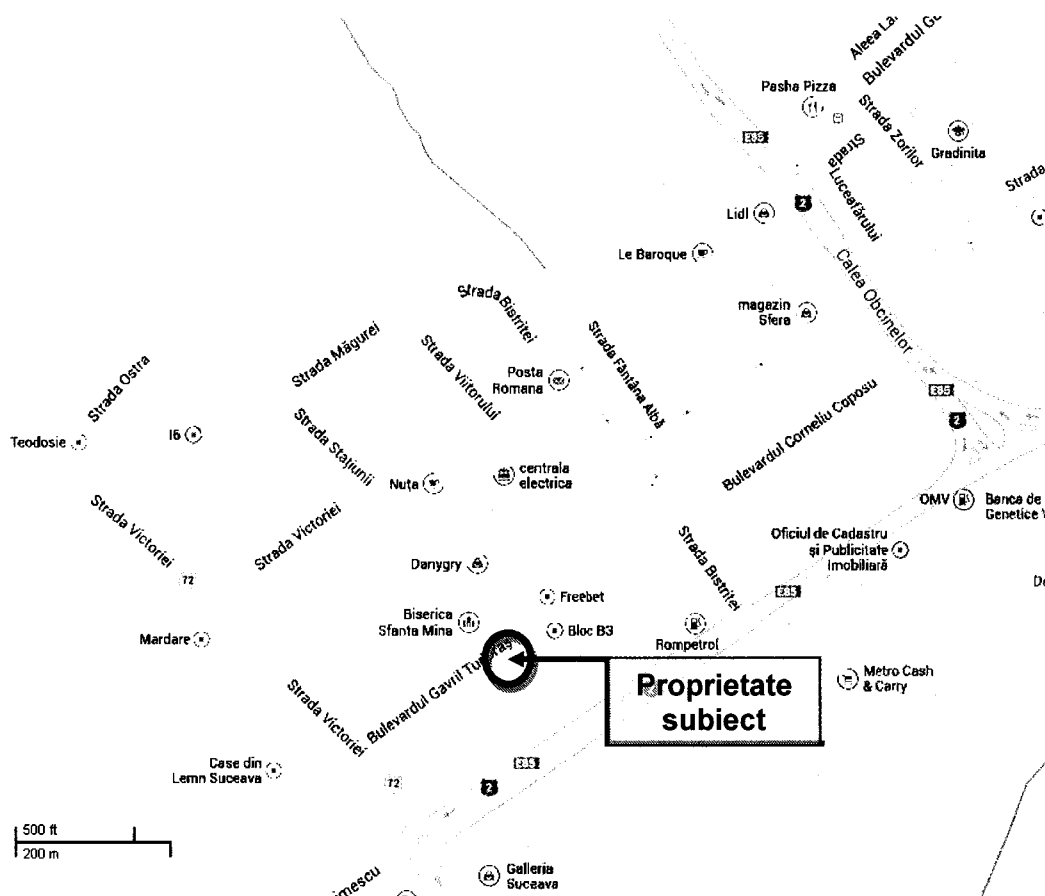 Aleea
Bulevardul
Pasha Pizza
Strada Zorilor
E85
Gradinita
Strada
Luceafărului
Strada
Lidl
2
Le Baroque
Calea Obcinelor
magazin
Sfera
Strada Bistriței
Strada Măgurei
Strada Viitorului
Strada Fântâna Albă
Posta
Romana
Strada Ostra
E85
Bulevardul Corneliu Coposu
2
Teodosie
I6
Strada Stațiunii
Nuța
centrala
electrica
OMV
Banca de
Genetice
Strada Victoriei
Strada Victoriei
Oficiul de Cadastru
și Publicitate
Imobiliară
Strada Bistriței
Danygry
72
E85
Freebet
Biserica
Sfanta Mina
Bloc B3
Rompetrol
Mardare
Metro Cash
& Carry
Proprietate
subiect
Strada Victoriei
Bulevardul Gavril
Case din
Lemn Suceava
E85
72
2
500 ft
200 m
Galleria
Suceava